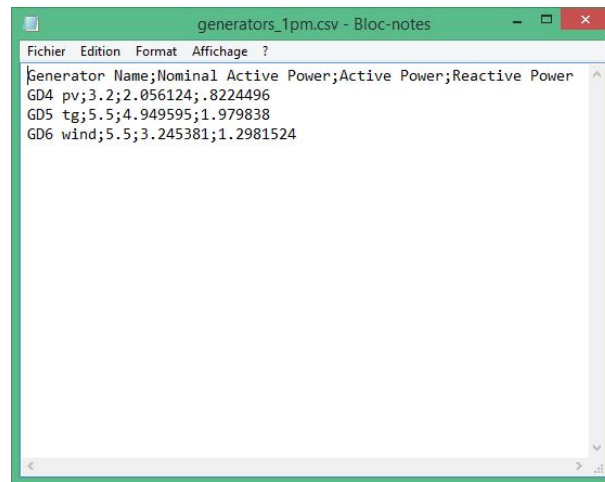 generators_1pm.csv - Bloc-notes
Fichier Edition Format Affichage ?
Generator Name;Nominal Active Power;Active Power;Reactive Power
GD4 pv;3.2;2.056124;.8224496
GD5 tg;5.5;4.949595;1.979838
GD6 wind;5.5;3.245381;1.2981524